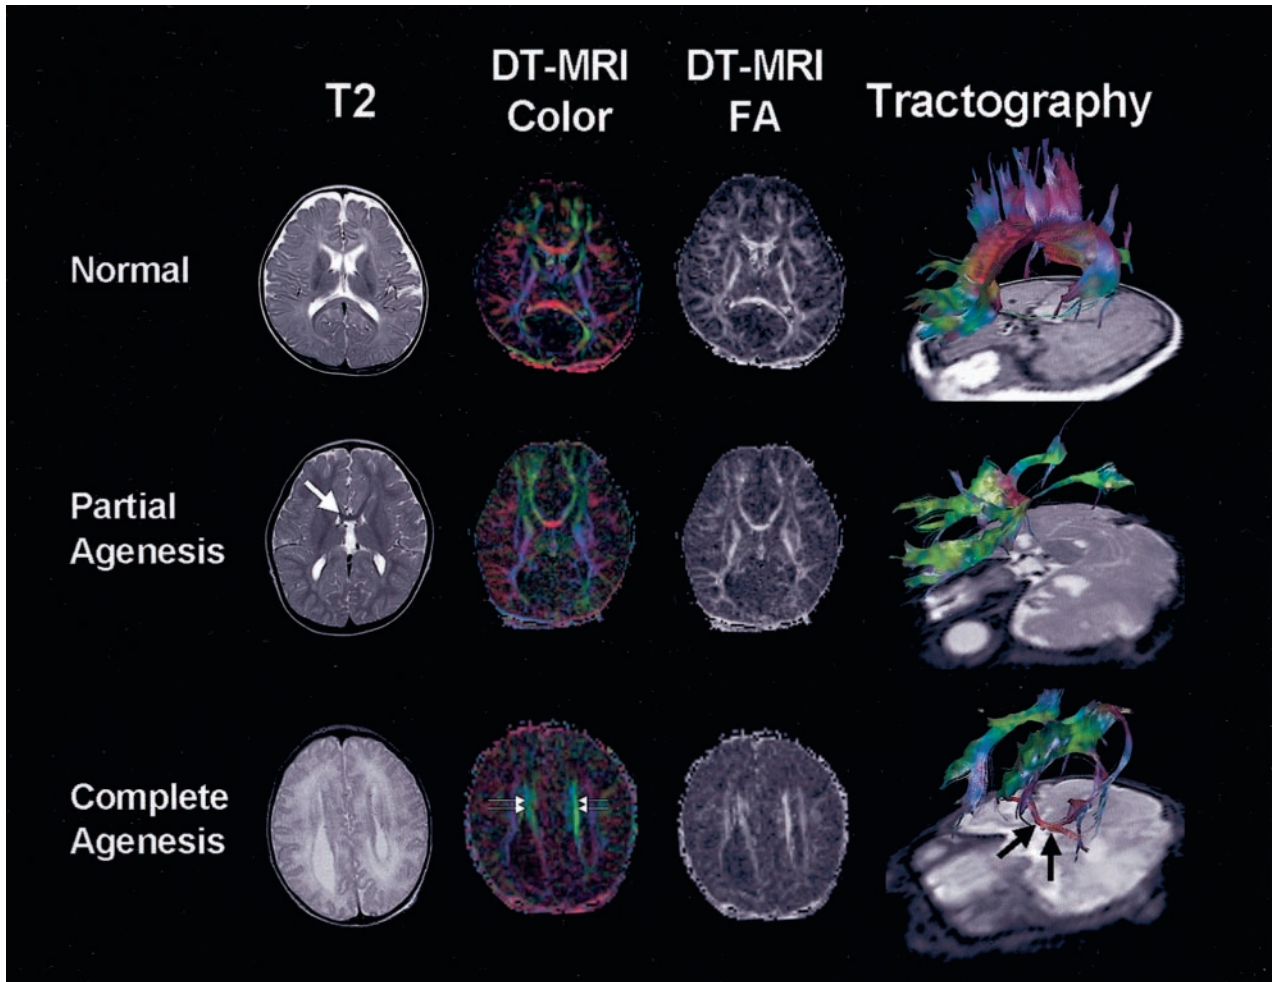 T2
DT-MRI
Color
DT-MRI
FA
Tractography
Normal
Partial
Agenesis
Complete
Agenesis